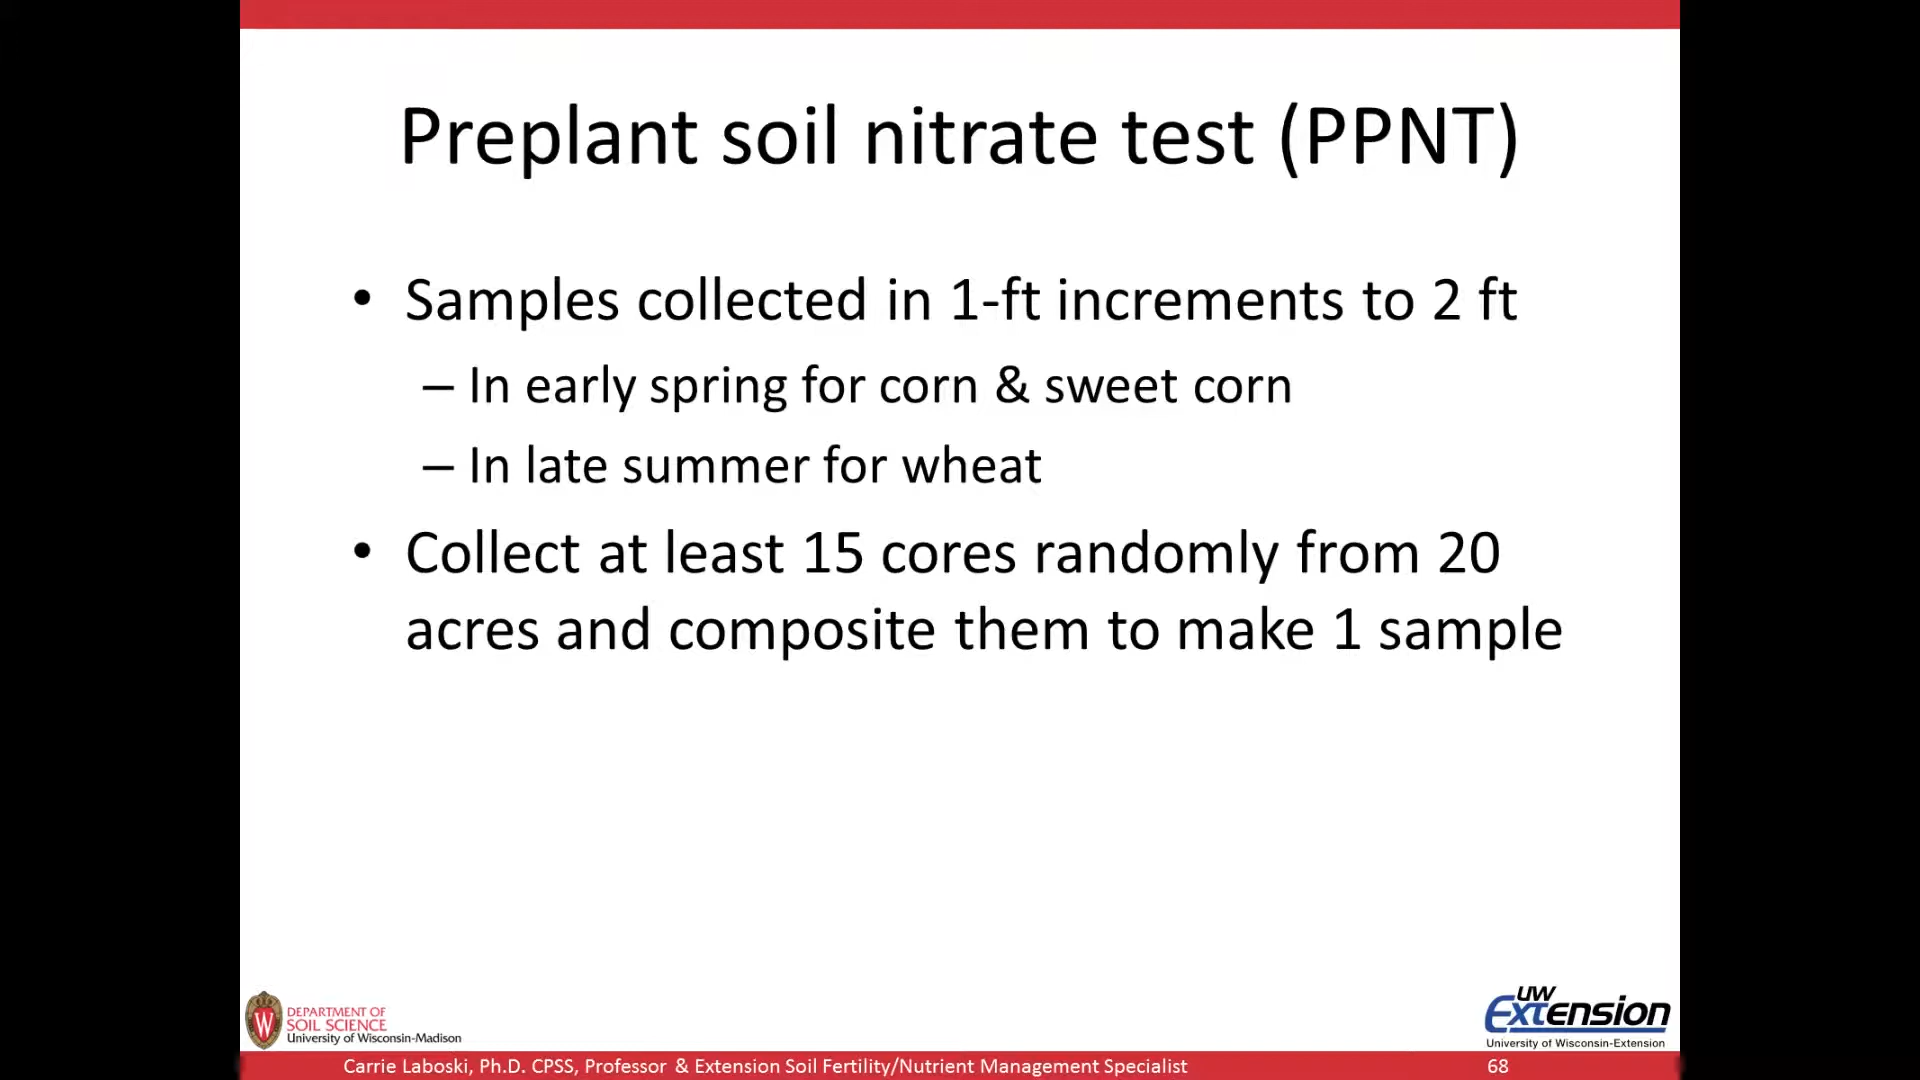 Preplant soil nitrate test (PPNT)
• Samples collected in 1-ft increments to 2 ft
– In early spring for corn & sweet corn
– In late summer for wheat
• Collect at least 15 cores randomly from 20
acres and composite them to make 1 sample
W
DEPARTMENT OF
SOIL SCIENCE
University of Wisconsin-Madison
UW
Extension
University of Wisconsin-Extension
Carrie Laboski, Ph.D. CPSS, Professor & Extension Soil Fertility/Nutrient Management Specialist
68